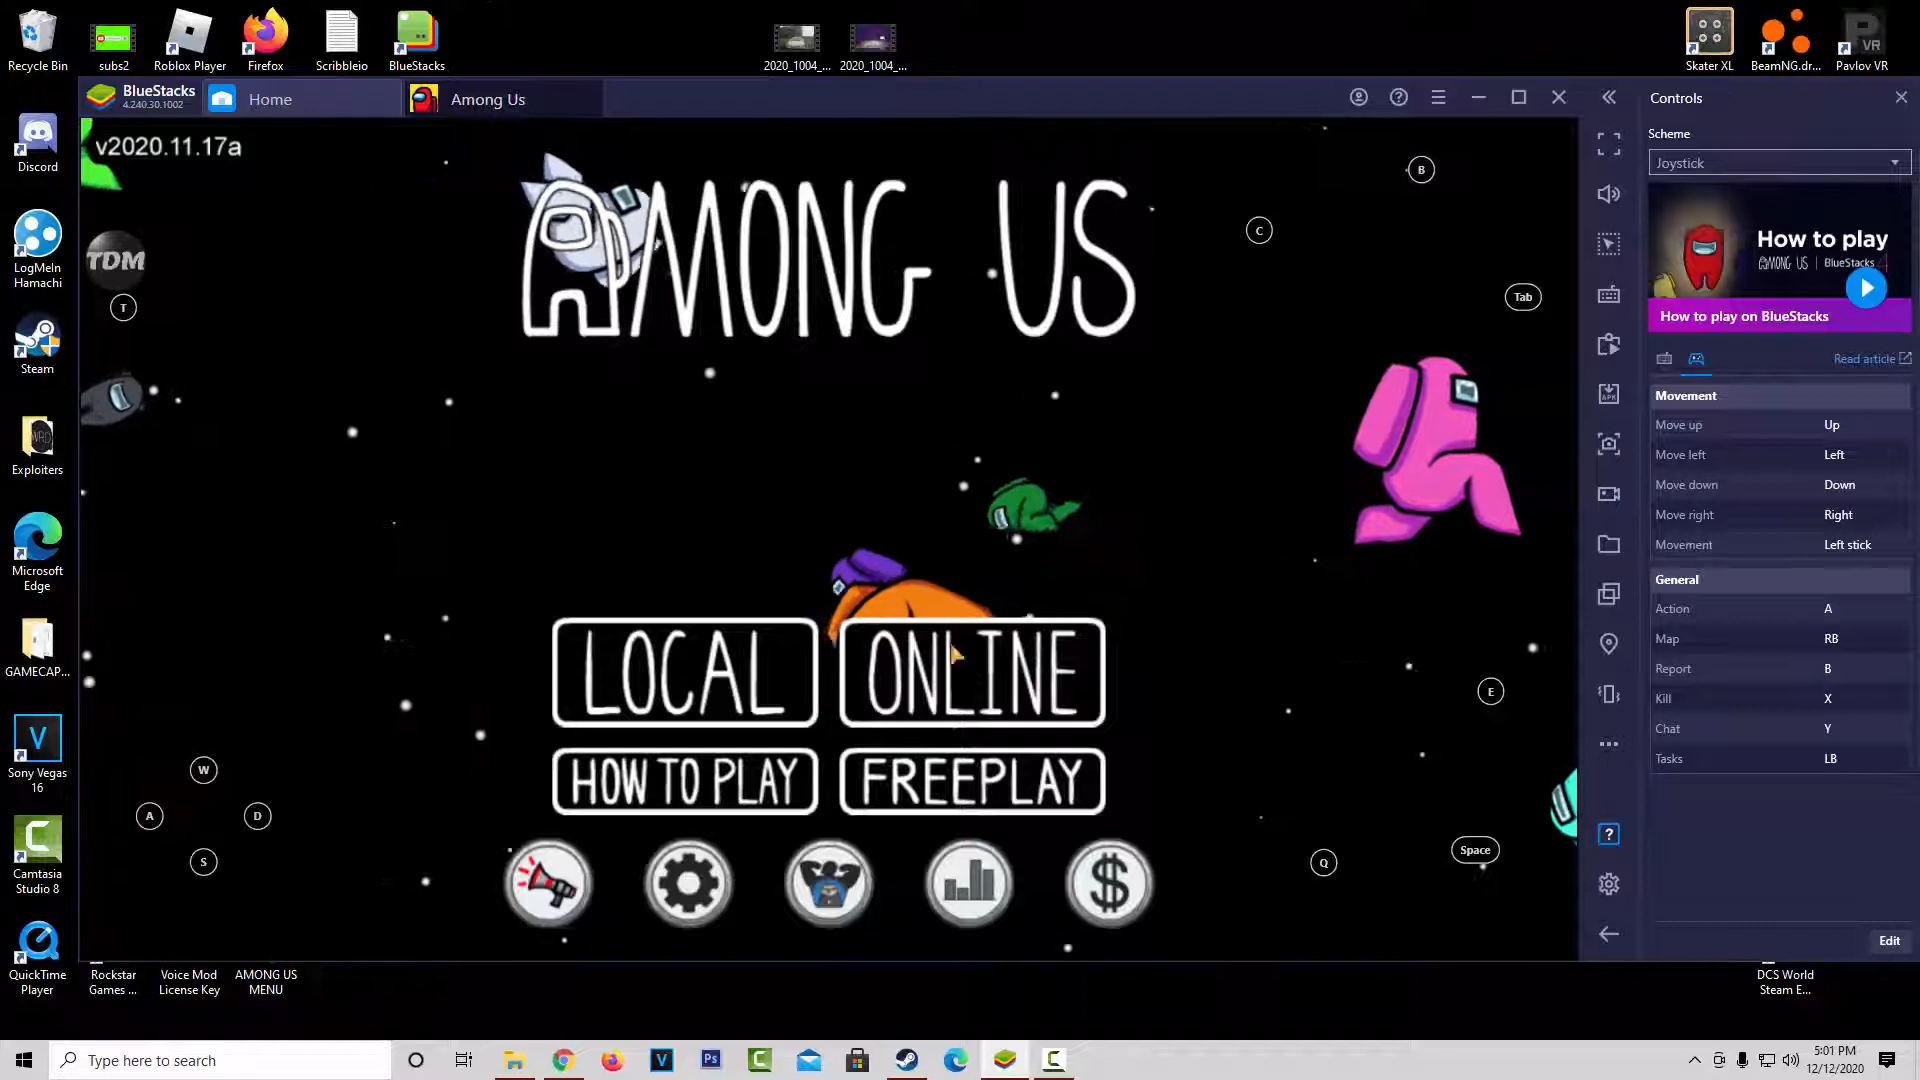 Recycle Bin
subs2
Roblox Player
Firefox
Scribbleio
BlueStacks
2020_1004_...
2020_1004_...
Skater XL
BeamNG.dr...
Pavlov VR
VR
BlueStacks
4.240.30.1002
Home
Among Us
Controls
v2020.11.17a
Scheme
Joystick
AMONG US
How to play
AMONG US | BlueStacks 4
How to play on BlueStacks
Read article
TDM
T
B
C
Tab
E
W
A
D
S
Q
Space
LOCAL
ONLINE
HOW TO PLAY
FREEPLAY
Movement
Move up Up
Move left Left
Move down Down
Move right Right
Movement Left stick
General
Action A
Map RB
Report B
Kill X
Chat Y
Tasks LB
Edit
APK
Discord
LogMeIn
Hamachi
Steam
Exploiters
Microsoft
Edge
GAMECAP...
Sony Vegas
16
Camtasia
Studio 8
QuickTime
Player
Rockstar
Games ...
Voice Mod
License Key
AMONG US
MENU
DCS World
Steam E...
Type here to search
5:01 PM
12/12/2020